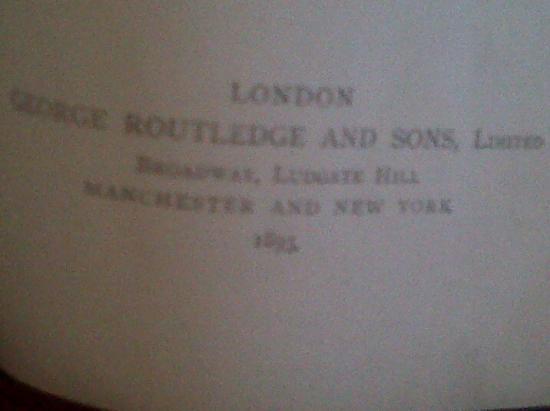 LONDON
GEORGE ROUTLEDGE AND SONS, LIMITED
BROADWAY, LUDGATE HILL
MANCHESTER AND NEW YORK